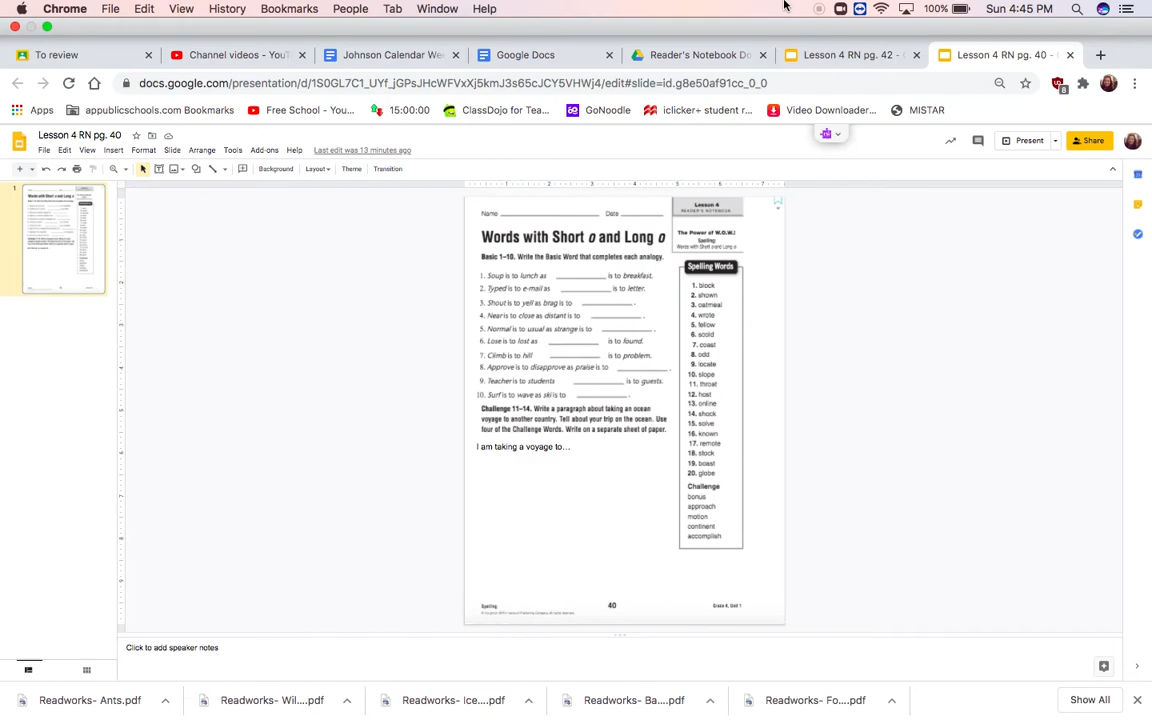 Chrome File Edit View History Bookmarks People Tab Window Help 100% Sun 4:45 PM
To review Channel videos - YouT Johnson Calendar Wee Google Docs Reader's Notebook Do Lesson 4 RN pg. 42 - Lesson 4 RN pg. 40 -
docs.google.com/presentation/d/1S0GL7C1_UYf_jGPsJHcWFVxXj5kmJ3s65cJCY5VHWj4/edit#slide=id.g8e50af91cc_0_0 8
Apps appublicschools.com Bookmarks Free School - You... 15:00:00 ClassDojo for Tea... GoNoodle iclicker+ student r... Video Downloader... MISTAR
Lesson 4 RN pg. 40
File Edit View Insert Format Slide Arrange Tools Add-ons Help Last edit was 13 minutes ago
Present Share
Background Layout Theme Transition
1
Name Date
Lesson 4
READER'S NOTEBOOK
Words with Short o and Long o
The Power of W.O.W.!
Spelling:
Words with Short o and Long o
Basic 1–10. Write the Basic Word that completes each analogy.
1. Soup is to lunch as is to breakfast.
2. Typed is to e-mail as is to letter.
3. Shout is to yell as brag is to .
4. Near is to close as distant is to .
5. Normal is to usual as strange is to .
6. Lose is to lost as is to found.
7. Climb is to hill is to problem.
8. Approve is to disapprove as praise is to .
9. Teacher is to students is to guests.
10. Surf is to wave as ski is to .
Challenge 11–14. Write a paragraph about taking an ocean
voyage to another country. Tell about your trip on the ocean. Use
four of the Challenge Words. Write on a separate sheet of paper.
I am taking a voyage to...
Spelling Words
1. block
2. shown
3. oatmeal
4. wrote
5. fellow
6. scold
7. coast
8. odd
9. locate
10. slope
11. throat
12. host
13. online
14. shock
15. solve
16. known
17. remote
18. stock
19. boast
20. globe
Challenge
bonus
approach
motion
continent
accomplish
Spelling 40 Grade 4, Unit 1
Click to add speaker notes
Readworks- Ants.pdf Readworks- Wil....pdf Readworks- Ice....pdf Readworks- Ba....pdf Readworks- Fo....pdf Show All